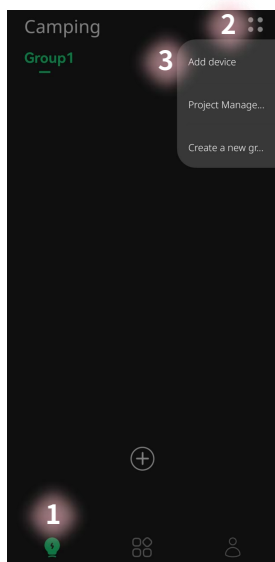 Camping
2
Group1
3
Add device
Project Manage...
Create a new gr...
1